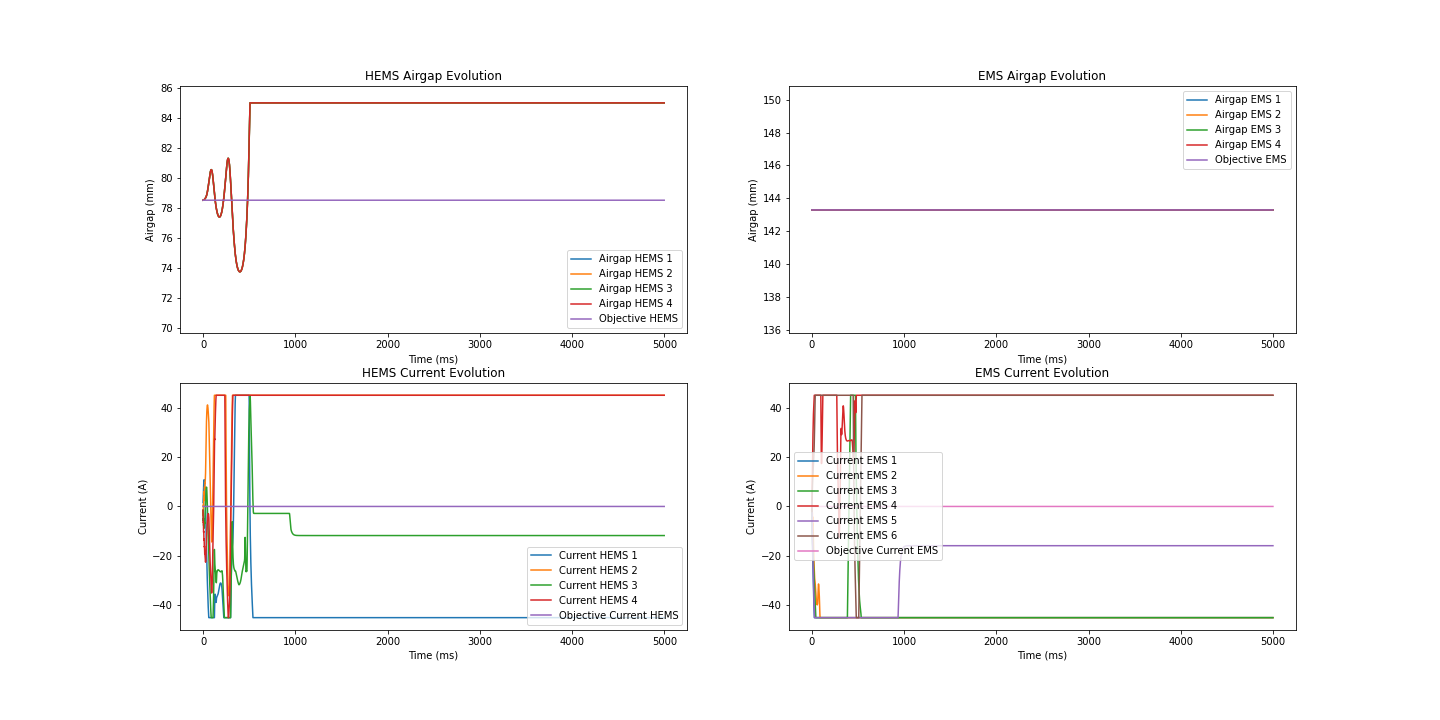 HEMS Airgap Evolution
86
84
82
80
78
76
74
72
70
Airgap (mm)
Airgap HEMS 1
Airgap HEMS 2
Airgap HEMS 3
Airgap HEMS 4
Objective HEMS
0 1000 2000 3000 4000 5000
Time (ms)
EMS Airgap Evolution
150
148
146
144
142
140
138
136
Airgap (mm)
Airgap EMS 1
Airgap EMS 2
Airgap EMS 3
Airgap EMS 4
Objective EMS
0 1000 2000 3000 4000 5000
Time (ms)
HEMS Current Evolution
40
20
0
−20
−40
Current (A)
Current HEMS 1
Current HEMS 2
Current HEMS 3
Current HEMS 4
Objective Current HEMS
0 1000 2000 3000 4000 5000
Time (ms)
EMS Current Evolution
40
20
0
−20
−40
Current (A)
Current EMS 1
Current EMS 2
Current EMS 3
Current EMS 4
Current EMS 5
Current EMS 6
Objective Current EMS
0 1000 2000 3000 4000 5000
Time (ms)